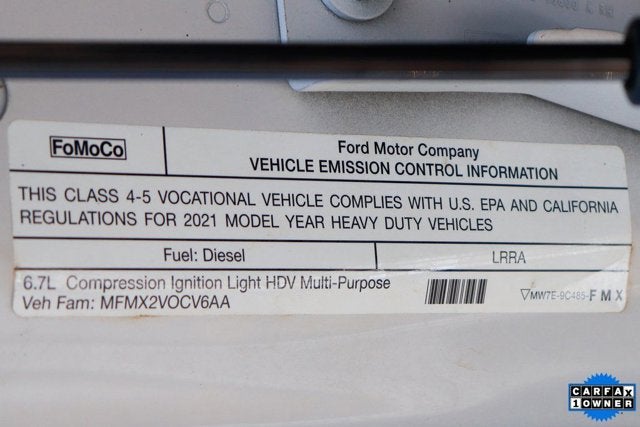 FoMoCo
Ford Motor Company
VEHICLE EMISSION CONTROL INFORMATION
THIS CLASS 4-5 VOCATIONAL VEHICLE COMPLIES WITH U.S. EPA AND CALIFORNIA
REGULATIONS FOR 2021 MODEL YEAR HEAVY DUTY VEHICLES
Fuel: Diesel
LRRA
6.7L Compression Ignition Light HDV Multi-Purpose
Veh Fam: MFMX2VOCV6AA
MW7E-9C485-FMX
CARFAX
1 OWNER